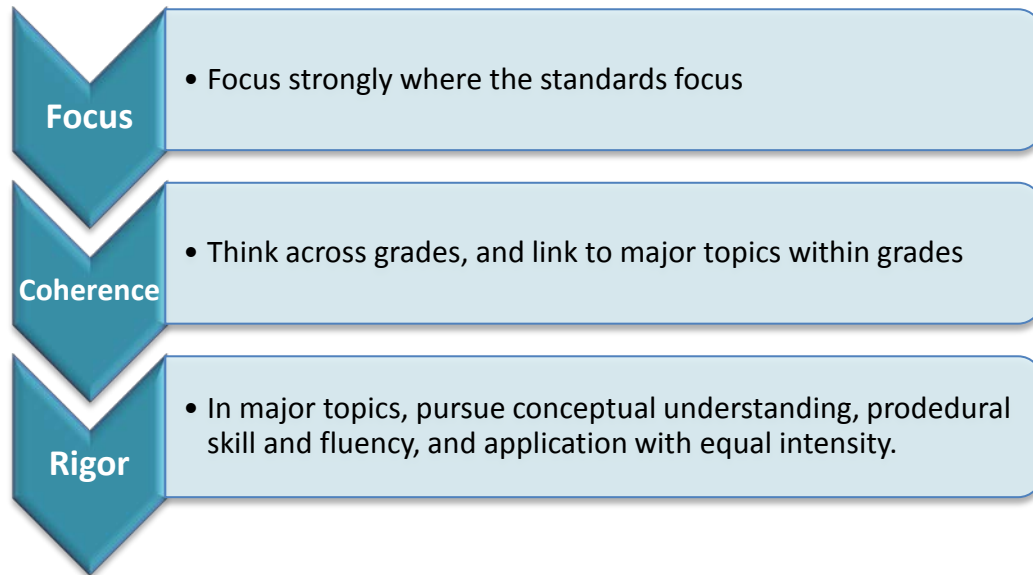 Focus
• Focus strongly where the standards focus
Coherence
• Think across grades, and link to major topics within grades
Rigor
• In major topics, pursue conceptual understanding, prodedural
skill and fluency, and application with equal intensity.